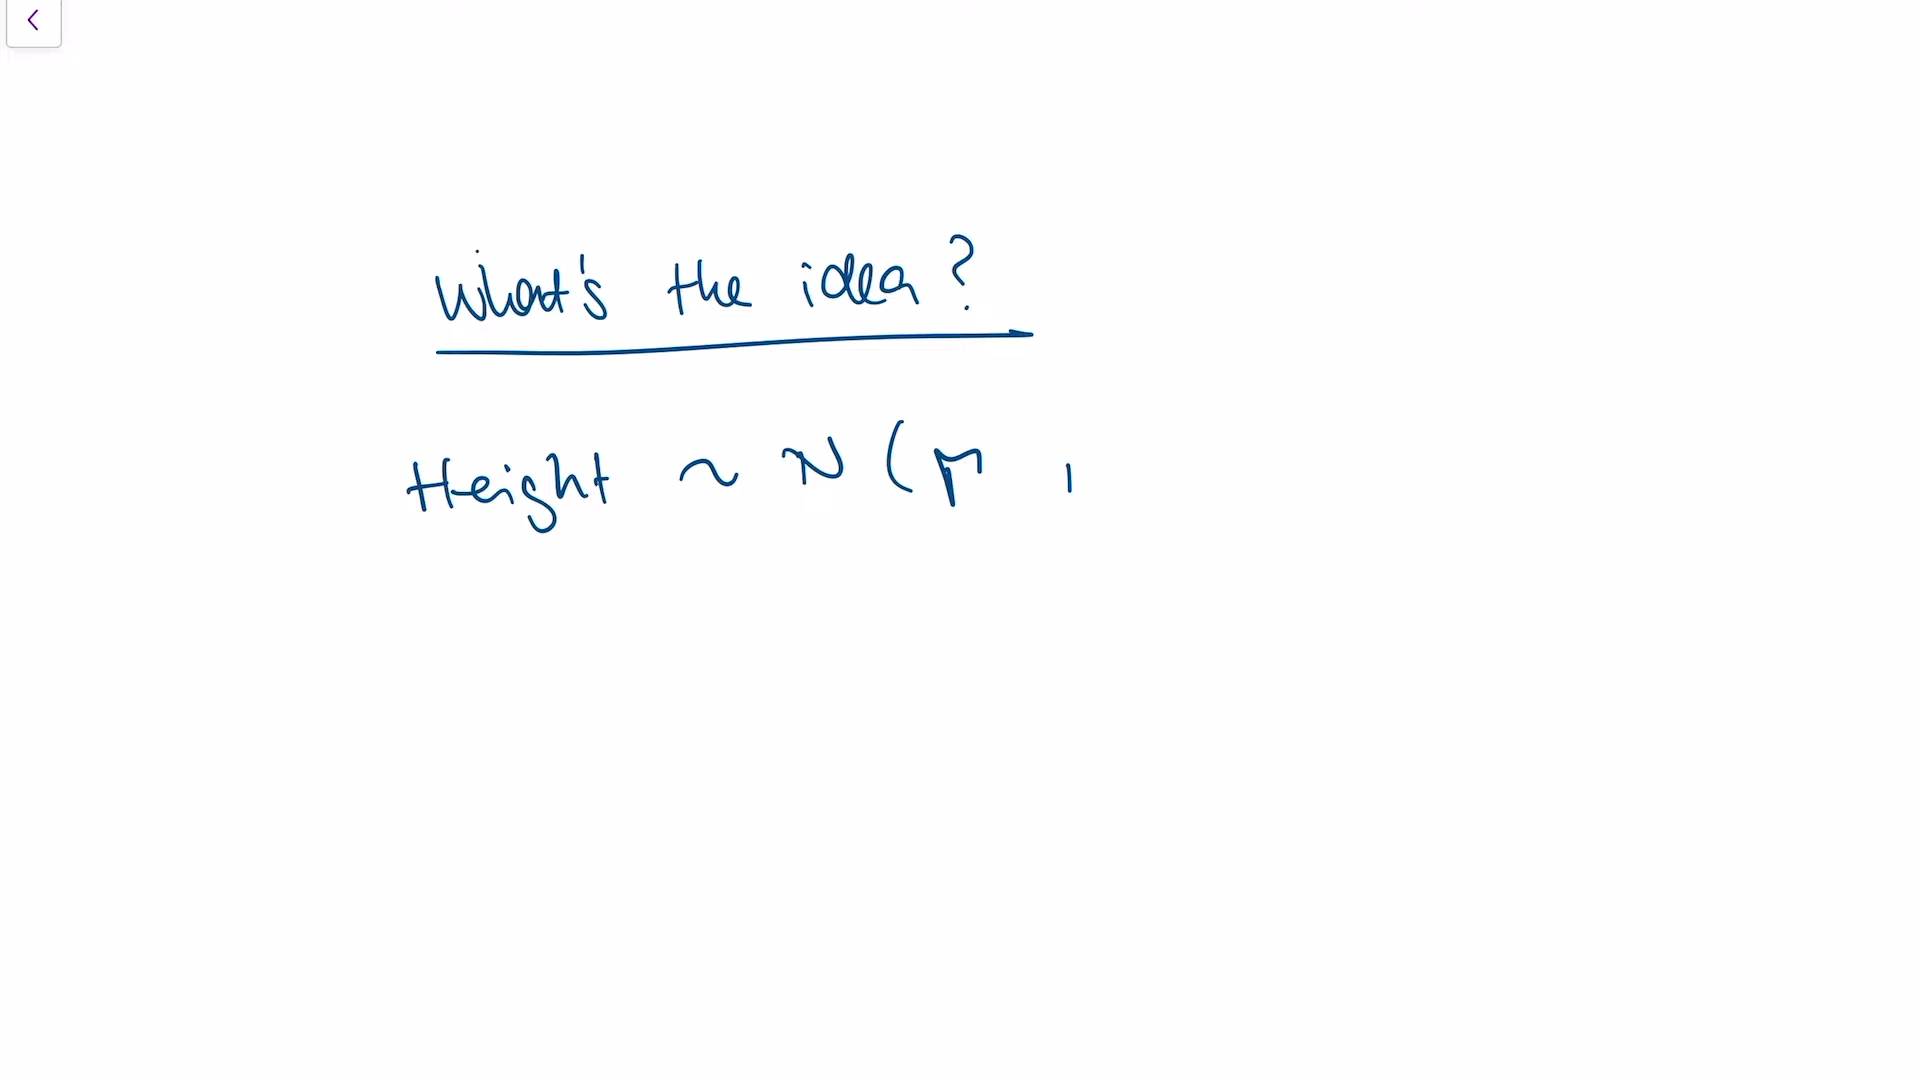 What's the idea?
Height ~ N (μ ,